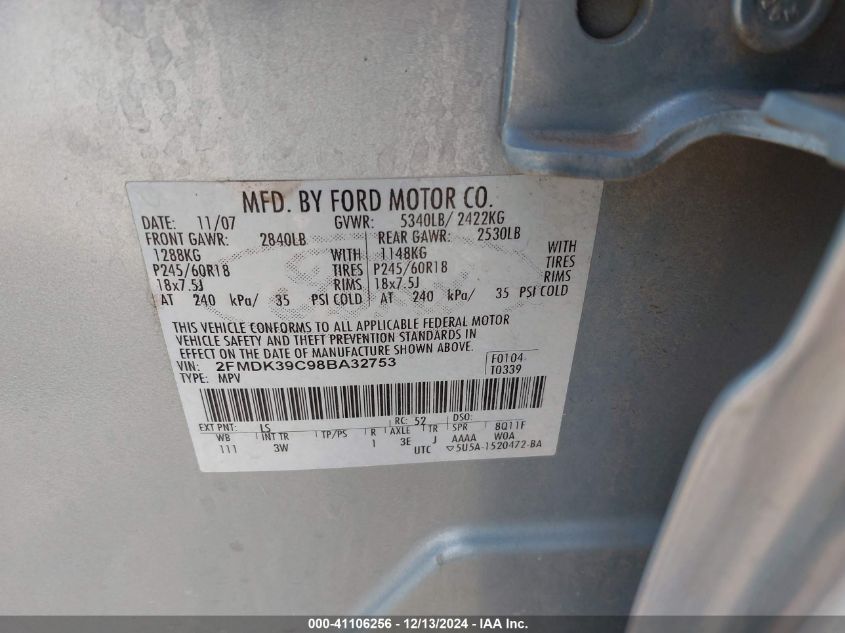 MFD. BY FORD MOTOR CO.
DATE: 11/07 GVWR: 5340LB/ 2422KG
FRONT GAWR: 2840LB REAR GAWR: 2530LB
1288KG WITH 1148KG WITH
P245/60R18 TIRES P245/60R18 TIRES
18x7.5J RIMS 18x7.5J RIMS
AT 240 kPa/ 35 PSI COLD AT 240 kPa/ 35 PSI COLD
THIS VEHICLE CONFORMS TO ALL APPLICABLE FEDERAL MOTOR
VEHICLE SAFETY AND THEFT PREVENTION STANDARDS IN
EFFECT ON THE DATE OF MANUFACTURE SHOWN ABOVE.
VIN: 2FMDK39C98BA32753 F0104
TYPE: MPV T0339
EXT PNT: LS RC: 52 DSO:
WB INT TR TP/PS R AXLE TR SPR 8Q11F
111 3W 1 3E J AAAA W0A
UTC ▽5U5A-1520472-BA
000-41106256 - 12/13/2024 - IAA Inc.